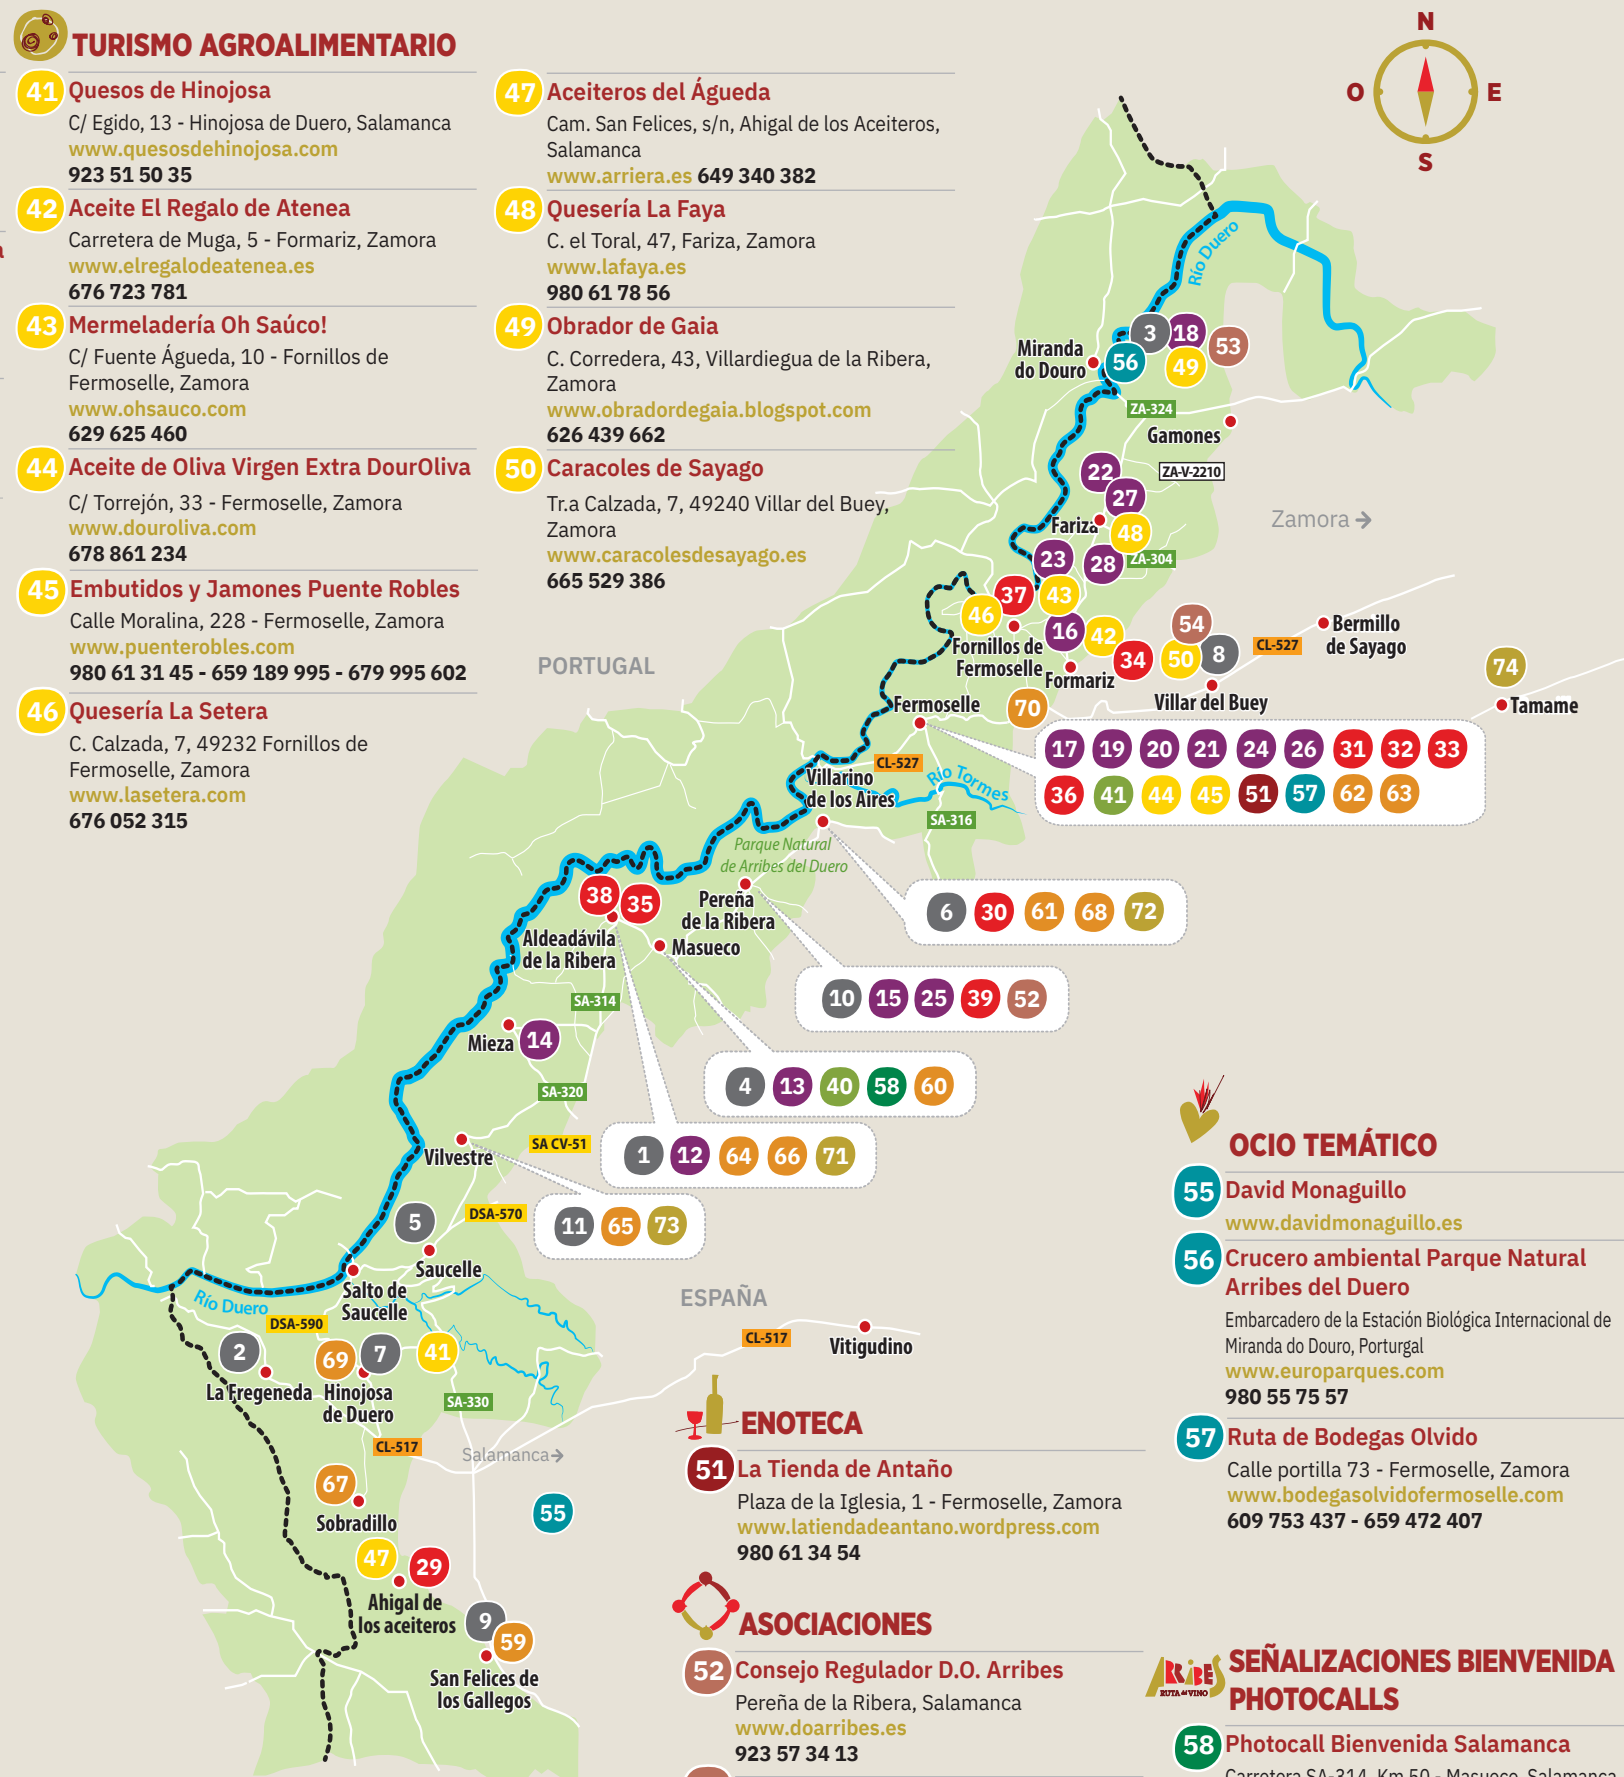 TURISMO AGROALIMENTARIO
41 Quesos de Hinojosa
C/ Egido, 13 - Hinojosa de Duero, Salamanca
www.quesosdehinojosa.com
923 51 50 35
42 Aceite El Regalo de Atenea
Carretera de Muga, 5 - Formariz, Zamora
www.elregalodeatenea.es
676 723 781
43 Mermeladería Oh Saúco!
C/ Fuente Águeda, 10 - Fornillos de
Fermoselle, Zamora
www.ohsauco.com
629 625 460
44 Aceite de Oliva Virgen Extra DourOliva
C/ Torrejón, 33 - Fermoselle, Zamora
www.douroliva.com
678 861 234
45 Embutidos y Jamones Puente Robles
Calle Moralina, 228 - Fermoselle, Zamora
www.puenterobles.com
980 61 31 45 - 659 189 995 - 679 995 602
46 Quesería La Setera
C. Calzada, 7, 49232 Fornillos de
Fermoselle, Zamora
www.lasetera.com
676 052 315
47 Aceiteros del Águeda
Cam. San Felices, s/n, Ahigal de los Aceiteros,
Salamanca
www.arriera.es 649 340 382
48 Quesería La Faya
C. el Toral, 47, Fariza, Zamora
www.lafaya.es
980 61 78 56
49 Obrador de Gaia
C. Corredera, 43, Villardiegua de la Ribera,
Zamora
www.obradordegaia.blogspot.com
626 439 662
50 Caracoles de Sayago
Tr.a Calzada, 7, 49240 Villar del Buey,
Zamora
www.caracolesdesayago.es
665 529 386
N
O E
S
Río Duero
3 18 53
56 49
Miranda
do Douro
ZA-324
Gamones
22
ZA-V-2210
27
Fariza
48
Zamora
23 28
ZA-304
37 43
46
16 42
54
Bermillo
de Sayago
CL-527
Fornillos de
Fermoselle
34 50 8
Formariz
Villar del Buey
74
Tamame
PORTUGAL
Fermoselle
70
17 19 20 21 24 26 31 32 33
36 41 44 45 51 57 62 63
CL-527
Río Tormes
Villarino
de los Aires
SA-316
Parque Natural
de Arribes del Duero
6 30 61 68 72
Pereña
de la Ribera
38 35
Aldeadávila
de la Ribera
Masueco
10 15 25 39 52
SA-314
Mieza 14
4 13 40 58 60
SA-320
SA CV-51
1 12 64 66 71
Vilvestre
5
DSA-570
11 65 73
Saucelle
Salto de
Saucelle
Río Duero
DSA-590
ESPAÑA
CL-517
Vitigudino
2 69 7 41
La Fregeneda
Hinojosa
de Duero
SA-330
CL-517
Salamanca
67
Sobradillo
55
47 29
Ahigal de
los aceiteros
9
59
San Felices de
los Gallegos
ENOTECA
51 La Tienda de Antaño
Plaza de la Iglesia, 1 - Fermoselle, Zamora
www.latiendadeantano.wordpress.com
980 61 34 54
ASOCIACIONES
52 Consejo Regulador D.O. Arribes
Pereña de la Ribera, Salamanca
www.doarribes.es
923 57 34 13
OCIO TEMÁTICO
55 David Monaguillo
www.davidmonaguillo.es
56 Crucero ambiental Parque Natural
Arribes del Duero
Embarcadero de la Estación Biológica Internacional de
Miranda do Douro, Porturgal
www.europarques.com
980 55 75 57
57 Ruta de Bodegas Olvido
Calle portilla 73 - Fermoselle, Zamora
www.bodegasolvidofermoselle.com
609 753 437 - 659 472 407
ARRIBES
RUTA del VINO
SEÑALIZACIONES BIENVENIDA
PHOTOCALLS
58 Photocall Bienvenida Salamanca
Carretera SA-314, Km 50 - Masueco, Salamanca